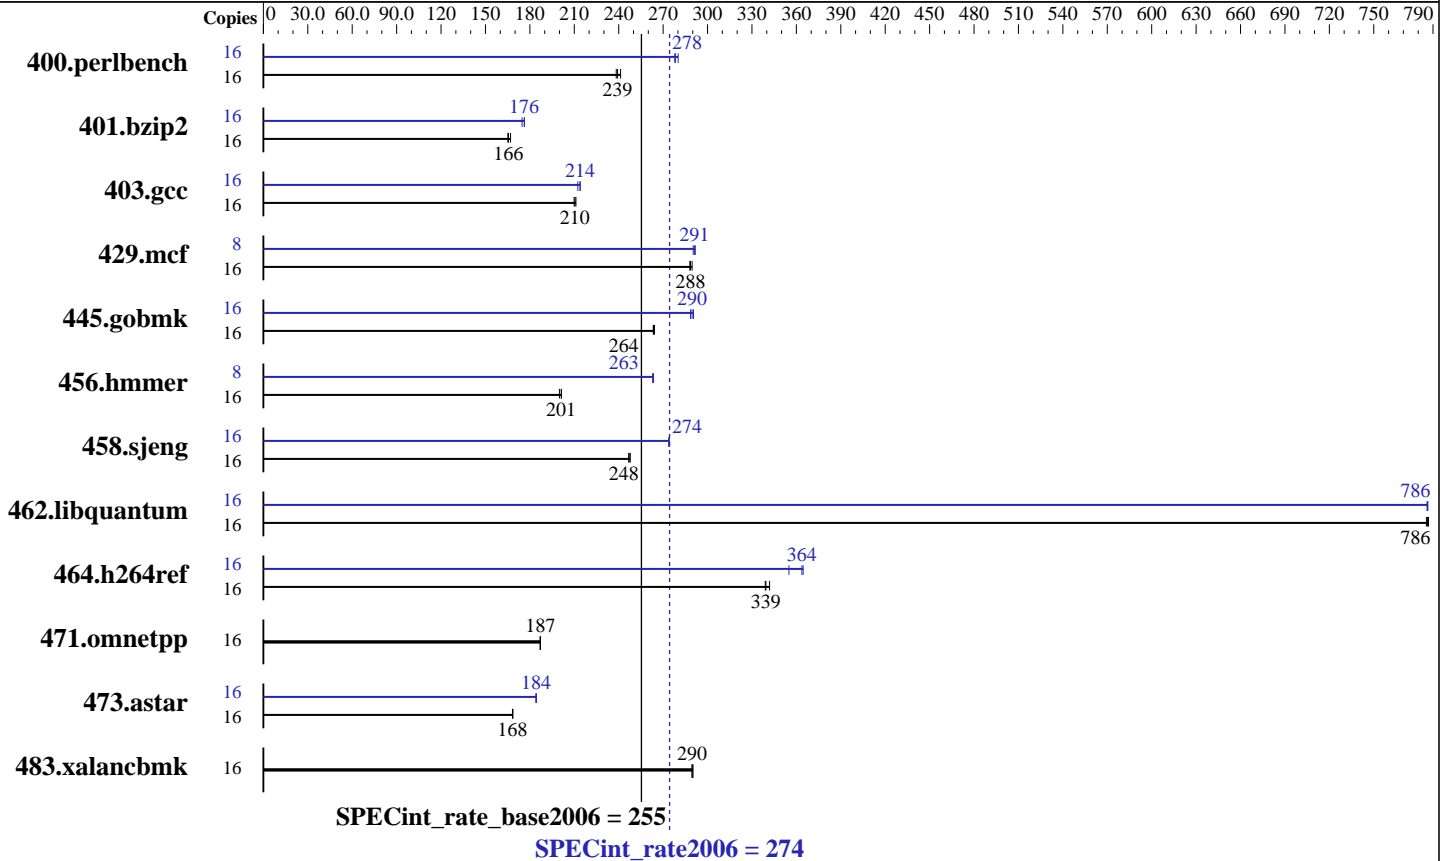 Copies 0 30.0 60.0 90.0 120 150 180 210 240 270 300 330 360 390 420 450 480 510 540 570 600 630 660 690 720 750 790
400.perlbench 16 278
16 239
401.bzip2 16 176
16 166
403.gcc 16 214
16 210
429.mcf 8 291
16 288
445.gobmk 16 290
16 264
456.hmmer 8 263
16 201
458.sjeng 16 274
16 248
462.libquantum 16 786
16 786
464.h264ref 16 364
16 339
471.omnetpp 16 187
473.astar 16 184
16 168
483.xalancbmk 16 290
SPECint_rate_base2006 = 255
SPECint_rate2006 = 274